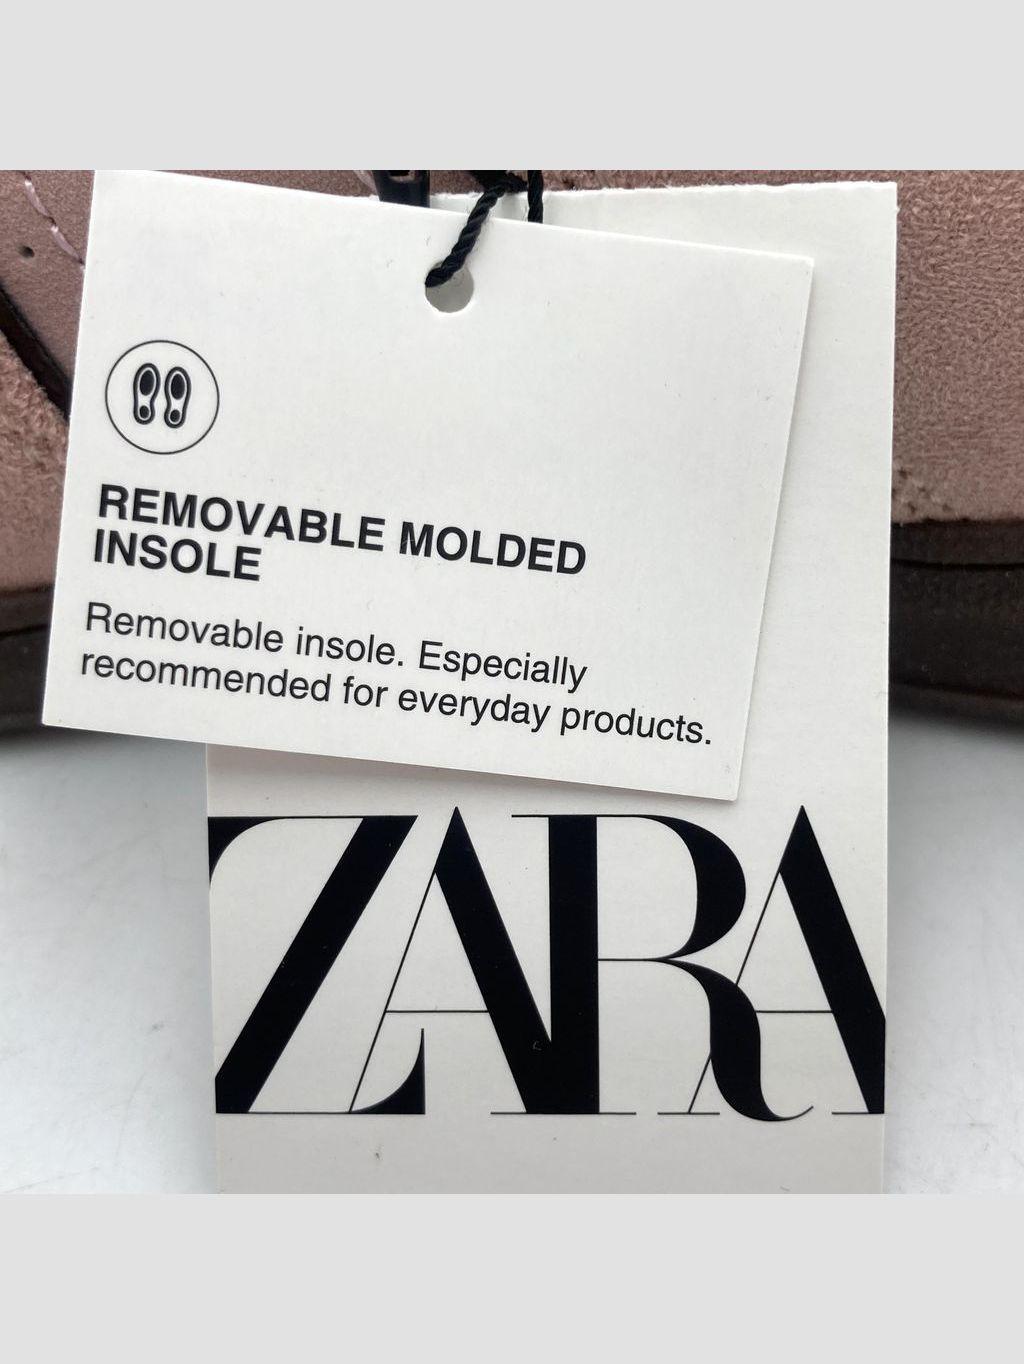 REMOVABLE MOLDED
INSOLE
Removable insole. Especially
recommended for everyday products.
ZARA